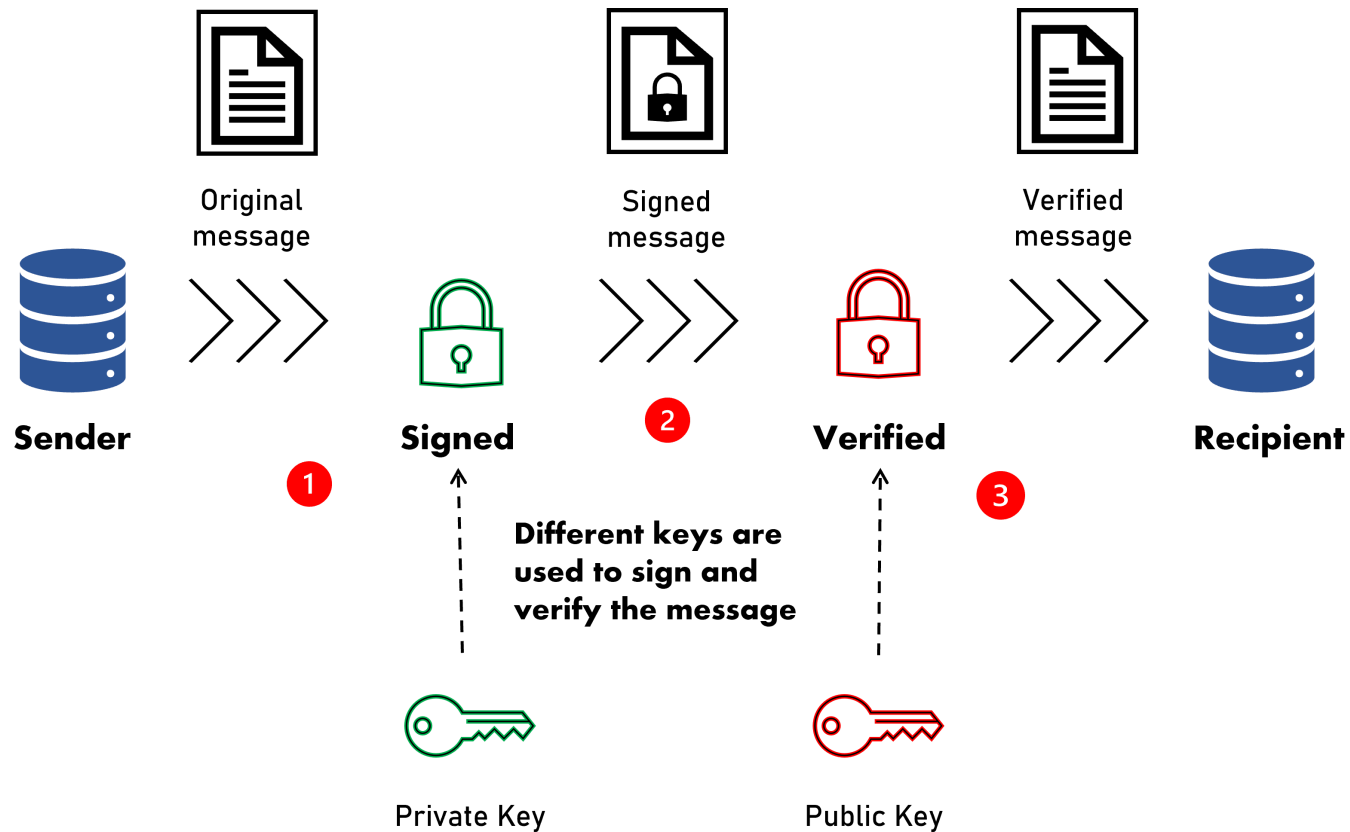 Original
message
Signed
message
Verified
message
Sender
Signed
Verified
Recipient
1
2
3
Different keys are
used to sign and
verify the message
Private Key
Public Key